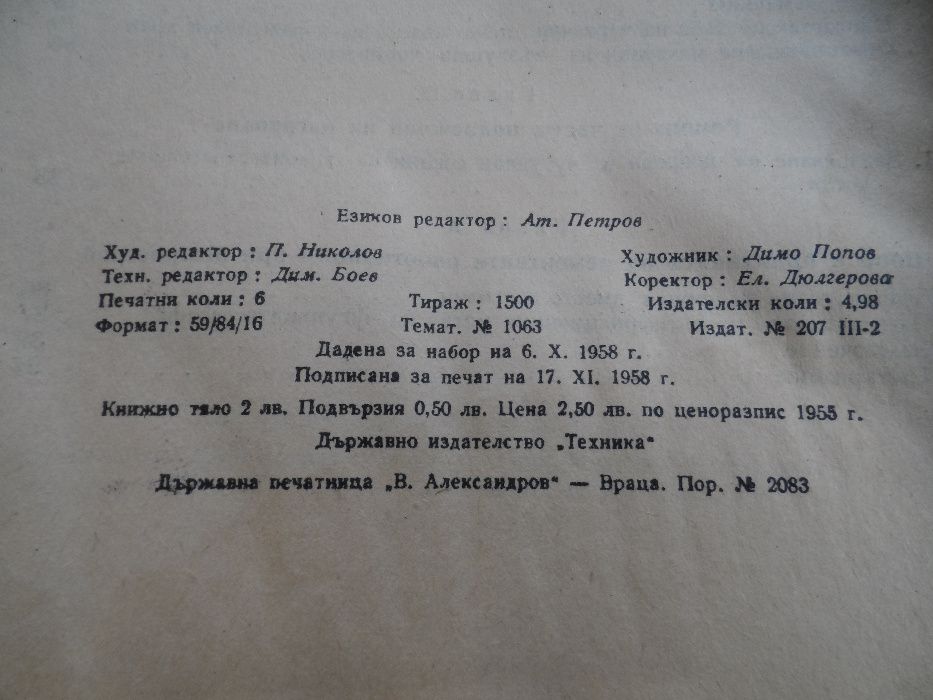 Езиков редактор : Ат. Петров
Худ. редактор : П. Николов Художник : Димо Попов
Техн. редактор : Дим. Боев Коректор : Ел. Дюлгерова
Печатни коли : 6 Тираж : 1500 Издателски коли : 4,98
Формат : 59/84/16 Темат. № 1063 Издат. № 207 III-2
Дадена за набор на 6. X. 1958 г.
Подписана за печат на 17. XI. 1958 г.
Книжно тяло 2 лв. Подвързия 0,50 лв. Цена 2,50 лв. по ценоразпис 1955 г.
Държавно издателство „Техника“
Държавна печатница „В. Александров“ — Враца. Пор. № 2083